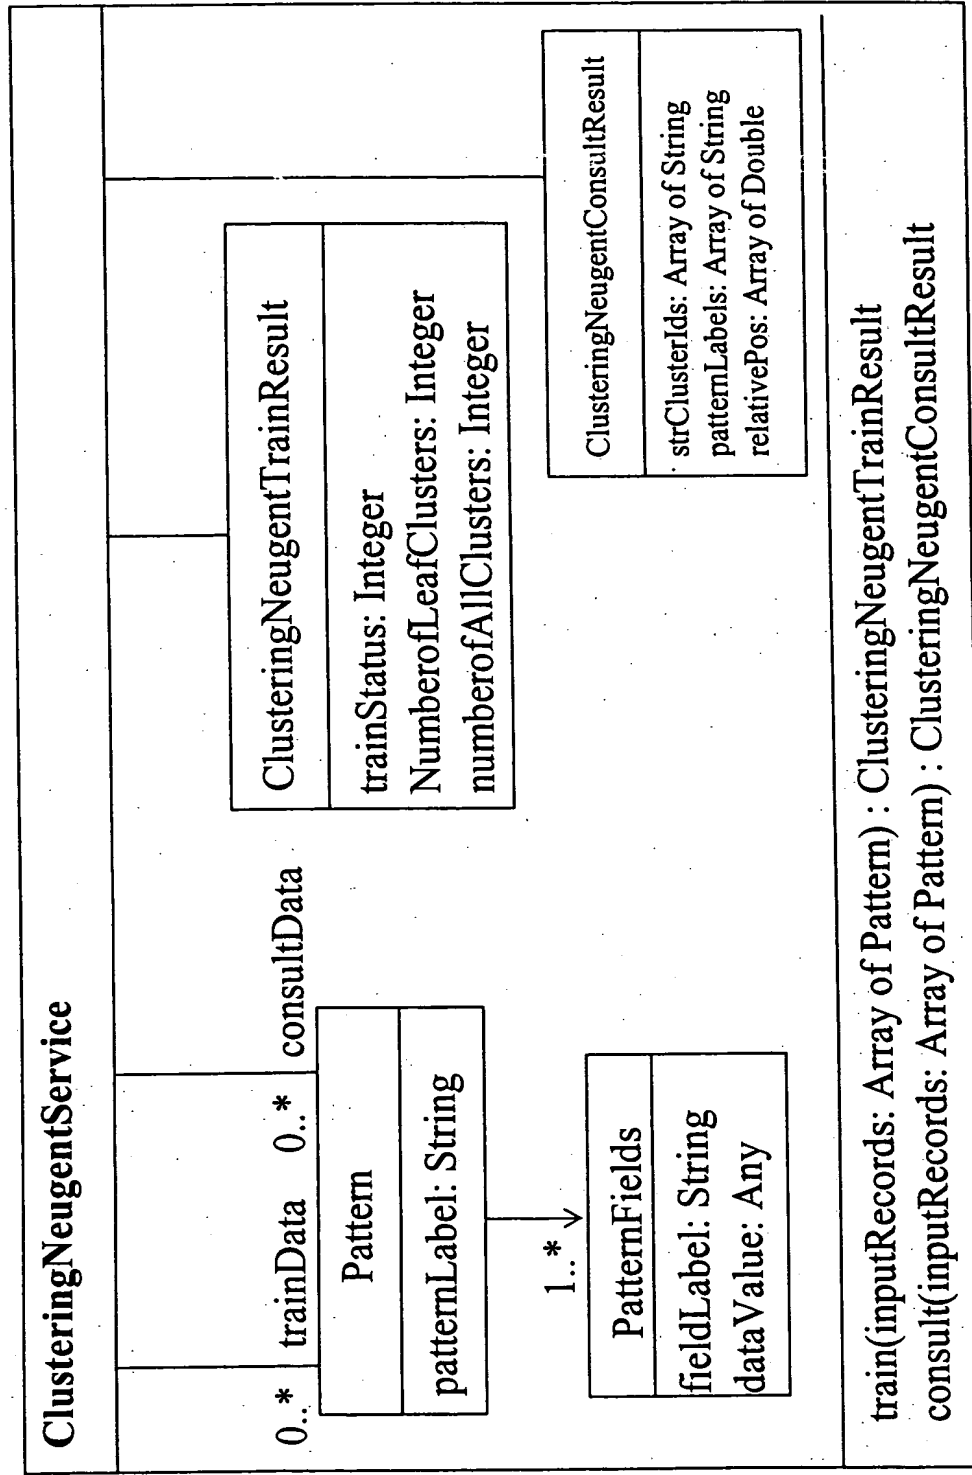 ClusteringNeugentService
0..* trainData 0..* consultData
Pattern
patternLabel: String
1..*
PatternFields
fieldLabel: String
dataValue: Any
ClusteringNeugentTrainResult
trainStatus: Integer
NumberofLeafClusters: Integer
numberofAllClusters: Integer
ClusteringNeugentConsultResult
strClusterIds: Array of String
patternLabels: Array of String
relativePos: Array of Double
train(inputRecords: Array of Pattern) : ClusteringNeugentTrainResult
consult(inputRecords: Array of Pattern) : ClusteringNeugentConsultResult